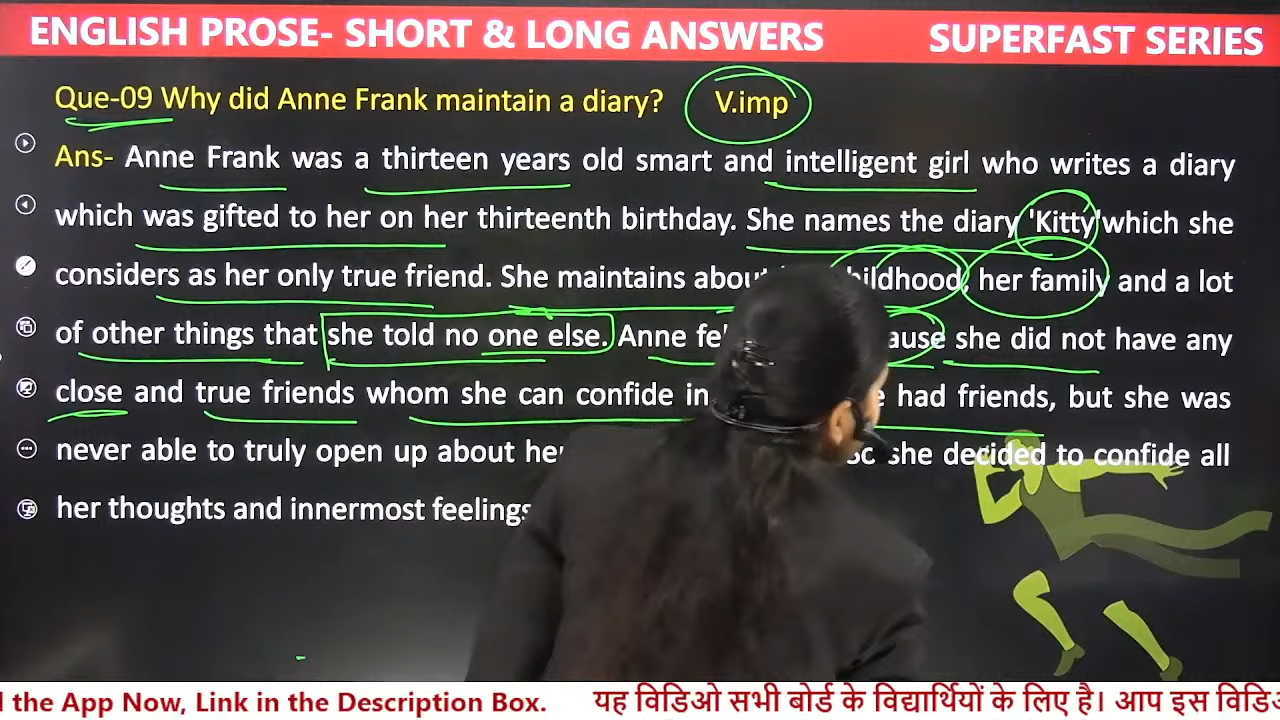 ENGLISH PROSE- SHORT & LONG ANSWERS SUPERFAST SERIES
Que-09 Why did Anne Frank maintain a diary? V.imp
Ans- Anne Frank was a thirteen years old smart and intelligent girl who writes a diary
which was gifted to her on her thirteenth birthday. She names the diary 'Kitty' which she
considers as her only true friend. She maintains about childhood, her family and a lot
of other things that she told no one else. Anne she did not have any
close and true friends whom she can confide in had friends, but she was
never able to truly open up about she decided to confide all
her thoughts and innermost feelings
the App Now, Link in the Description Box. यह विडिओ सभी बोर्ड के विद्यार्थियों के लिए है। आप इस